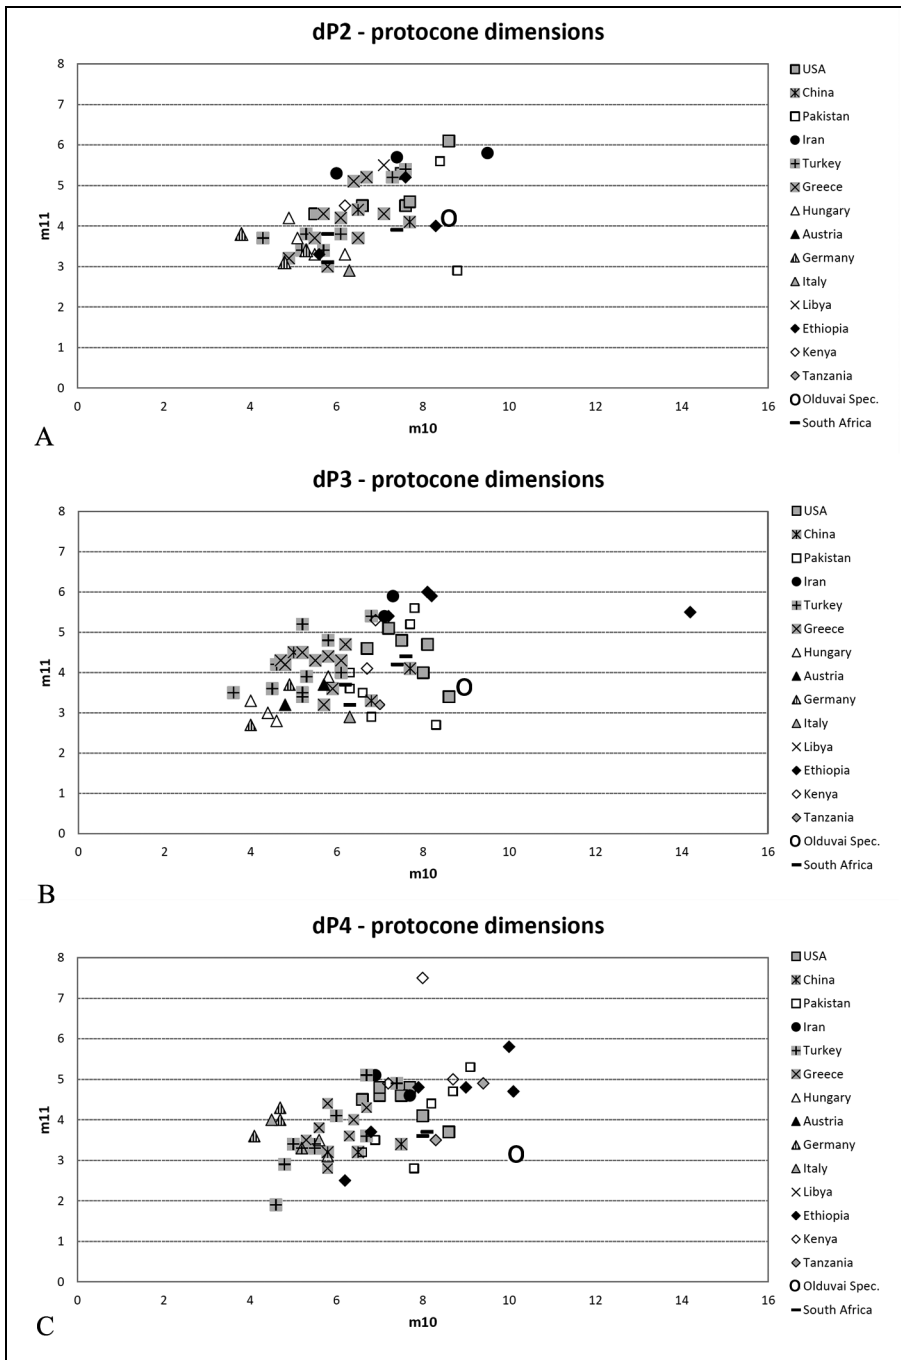 dP2 - protocone dimensions
8
7
6
5
4
3
2
1
0
m11
0 2 4 6 8 10 12 14 16
m10
USA
China
Pakistan
Iran
Turkey
Greece
Hungary
Austria
Germany
Italy
Libya
Ethiopia
Kenya
Tanzania
Olduvai Spec.
South Africa
A
dP3 - protocone dimensions
8
7
6
5
4
3
2
1
0
m11
0 2 4 6 8 10 12 14 16
m10
USA
China
Pakistan
Iran
Turkey
Greece
Hungary
Austria
Germany
Italy
Libya
Ethiopia
Kenya
Tanzania
Olduvai Spec.
South Africa
B
dP4 - protocone dimensions
8
7
6
5
4
3
2
1
0
m11
0 2 4 6 8 10 12 14 16
m10
USA
China
Pakistan
Iran
Turkey
Greece
Hungary
Austria
Germany
Italy
Libya
Ethiopia
Kenya
Tanzania
Olduvai Spec.
South Africa
C